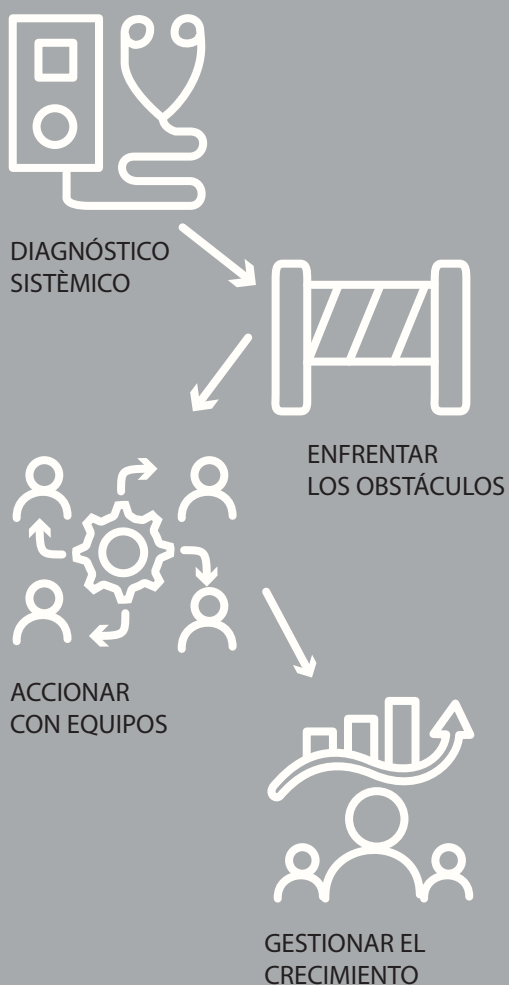 DIAGNÓSTICO
SISTÈMICO
ENFRENTAR
LOS OBSTÁCULOS
ACCIONAR
CON EQUIPOS
GESTIONAR EL
CRECIMIENTO